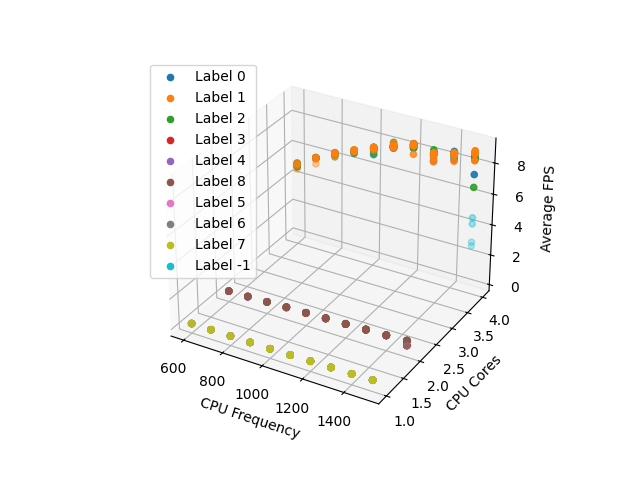 Label 0
Label 1
Label 2
Label 3
Label 4
Label 8
Label 5
Label 6
Label 7
Label -1
8
6
4
2
0
Average FPS
600
800
1000
1200
1400
CPU Frequency
1.0
1.5
2.0
2.5
3.0
3.5
4.0
CPU Cores